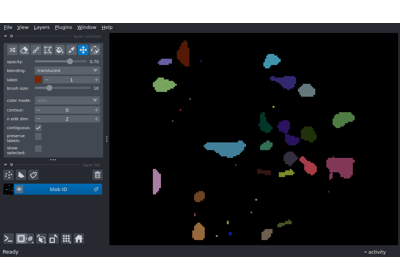 File View Layers Plugins Window Help
opacity: 0.70
blending: translucent
label: 1
brush size: 10
color mode:
contour: 0
n edit dim: 2
contiguous:
preserve labels:
show selected:
blob ID
Ready
activity